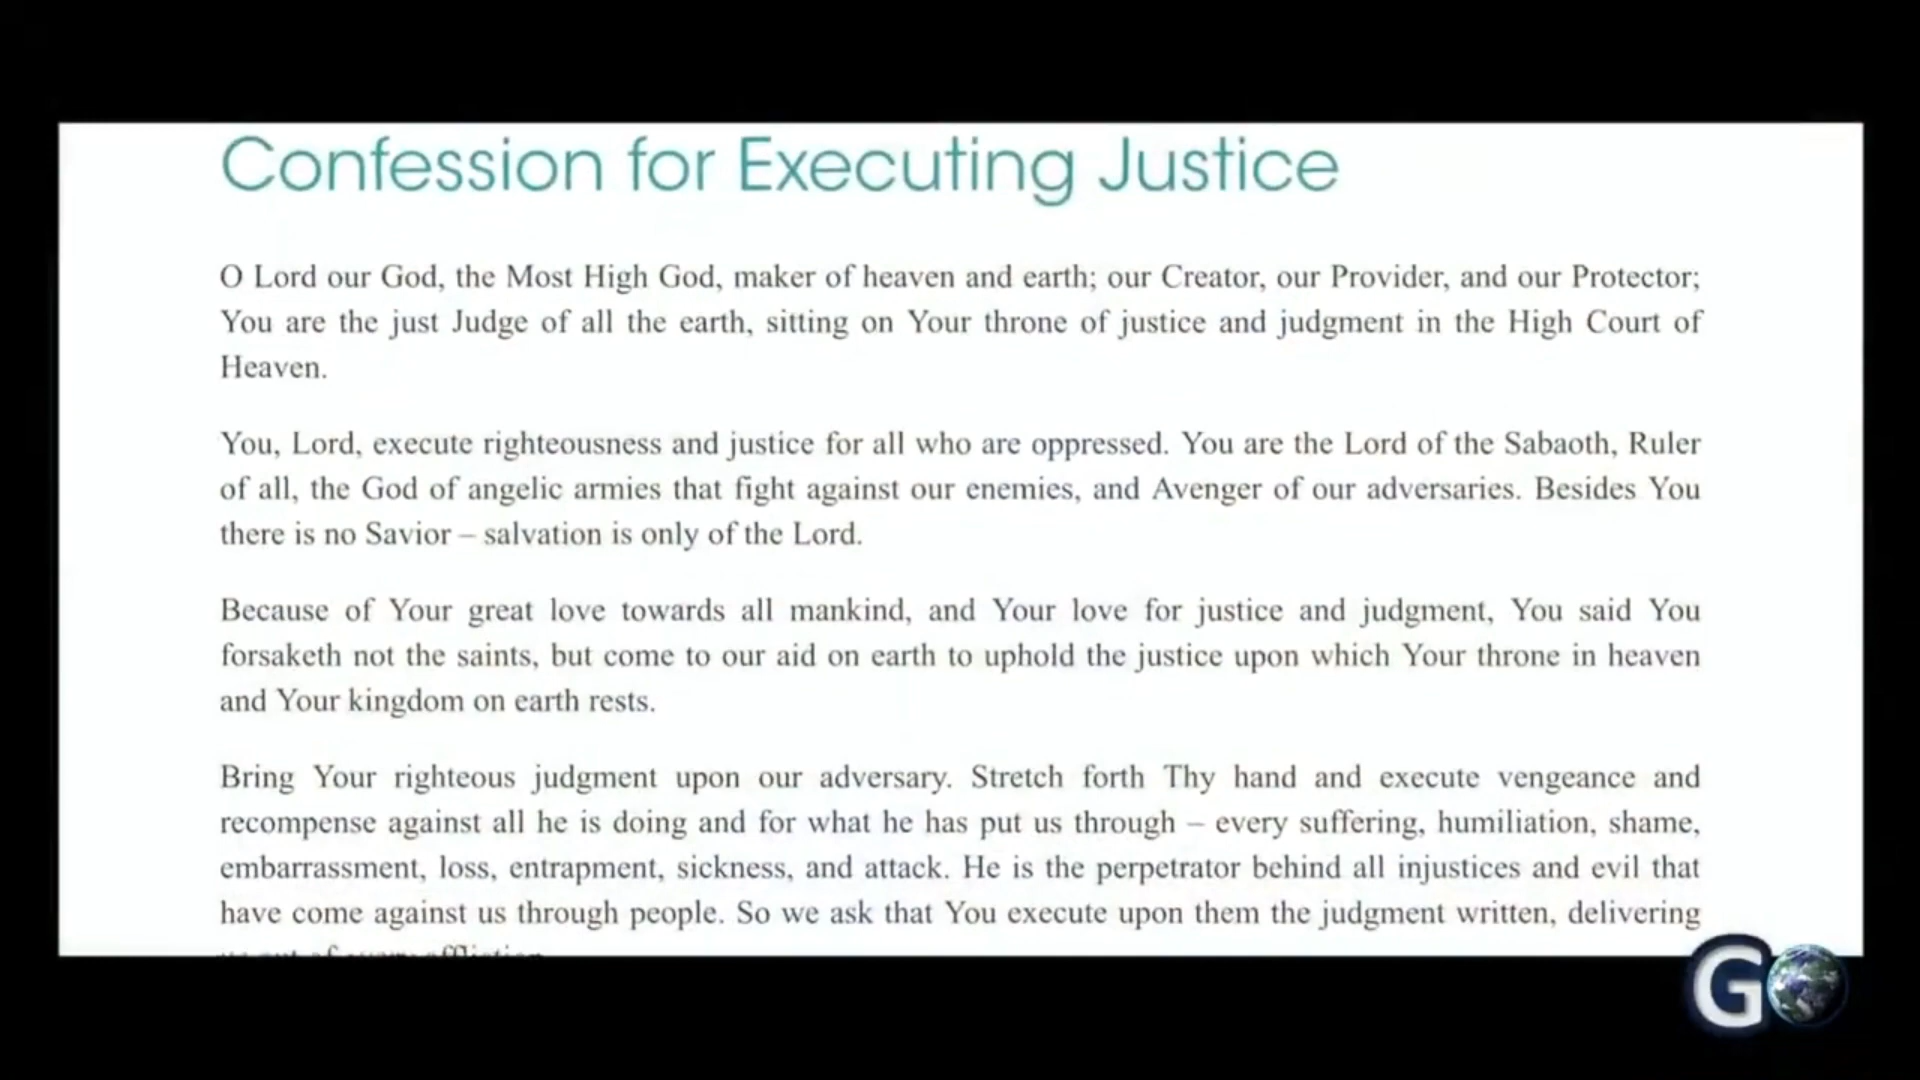 Confession for Executing Justice
O Lord our God, the Most High God, maker of heaven and earth; our Creator, our Provider, and our Protector;
You are the just Judge of all the earth, sitting on Your throne of justice and judgment in the High Court of
Heaven.
You, Lord, execute righteousness and justice for all who are oppressed. You are the Lord of the Sabaoth, Ruler
of all, the God of angelic armies that fight against our enemies, and Avenger of our adversaries. Besides You
there is no Savior – salvation is only of the Lord.
Because of Your great love towards all mankind, and Your love for justice and judgment, You said You
forsaketh not the saints, but come to our aid on earth to uphold the justice upon which Your throne in heaven
and Your kingdom on earth rests.
Bring Your righteous judgment upon our adversary. Stretch forth Thy hand and execute vengeance and
recompense against all he is doing and for what he has put us through – every suffering, humiliation, shame,
embarrassment, loss, entrapment, sickness, and attack. He is the perpetrator behind all injustices and evil that
have come against us through people. So we ask that You execute upon them the judgment written, delivering
G